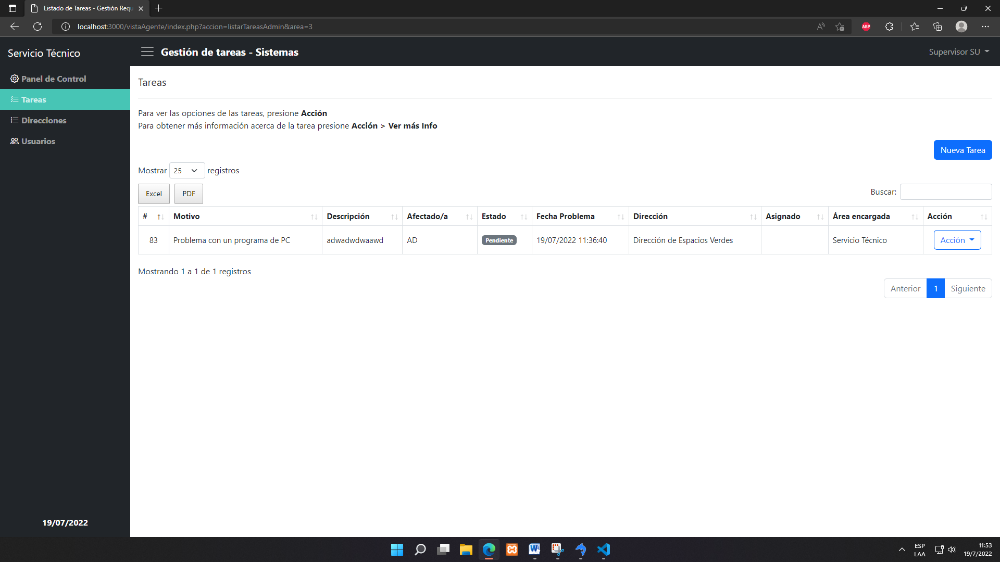 Listado de Tareas - Gestión Requ
localhost:3000/vistaAgente/index.php?accion=listarTareasAdmin&area=3
ABP
Servicio Técnico
Gestión de tareas - Sistemas
Supervisor SU
Panel de Control
Tareas
Direcciones
Usuarios
Tareas
Para ver las opciones de las tareas, presione Acción
Para obtener más información acerca de la tarea presione Acción > Ver más Info
Nueva Tarea
Mostrar 25 registros
Excel PDF
Buscar:
# Motivo Descripción Afectado/a Estado Fecha Problema Dirección Asignado Área encargada Acción
83 Problema con un programa de PC adwadwdwaawd AD Pendiente 19/07/2022 11:36:40 Dirección de Espacios Verdes Servicio Técnico Acción
Mostrando 1 a 1 de 1 registros
Anterior 1 Siguiente
19/07/2022
ESP
LAA
11:53
19/7/2022